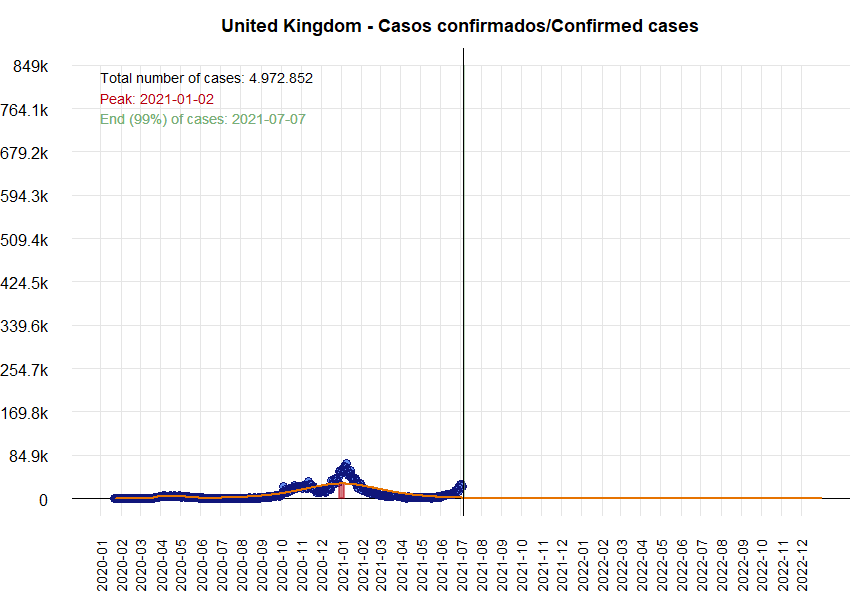 United Kingdom - Casos confirmados/Confirmed cases
849k
764.1k
679.2k
594.3k
509.4k
424.5k
339.6k
254.7k
169.8k
84.9k
0
Total number of cases: 4.972.852
Peak: 2021-01-02
End (99%) of cases: 2021-07-07
2020-01
2020-02
2020-03
2020-04
2020-05
2020-06
2020-07
2020-08
2020-09
2020-10
2020-11
2020-12
2021-01
2021-02
2021-03
2021-04
2021-05
2021-06
2021-07
2021-08
2021-09
2021-10
2021-11
2021-12
2022-01
2022-02
2022-03
2022-04
2022-05
2022-06
2022-07
2022-08
2022-09
2022-10
2022-11
2022-12